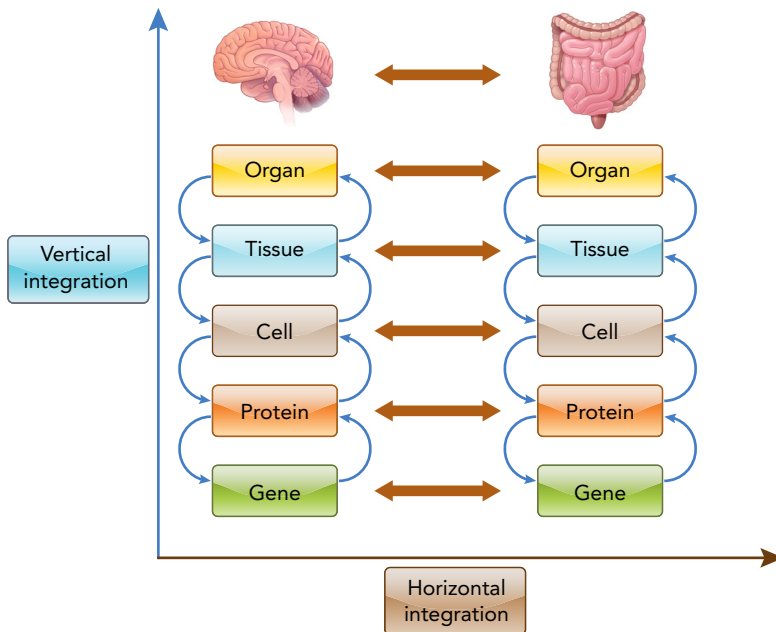 Organ
Organ
Vertical
integration
Tissue
Tissue
Cell
Cell
Protein
Protein
Gene
Gene
Horizontal
integration